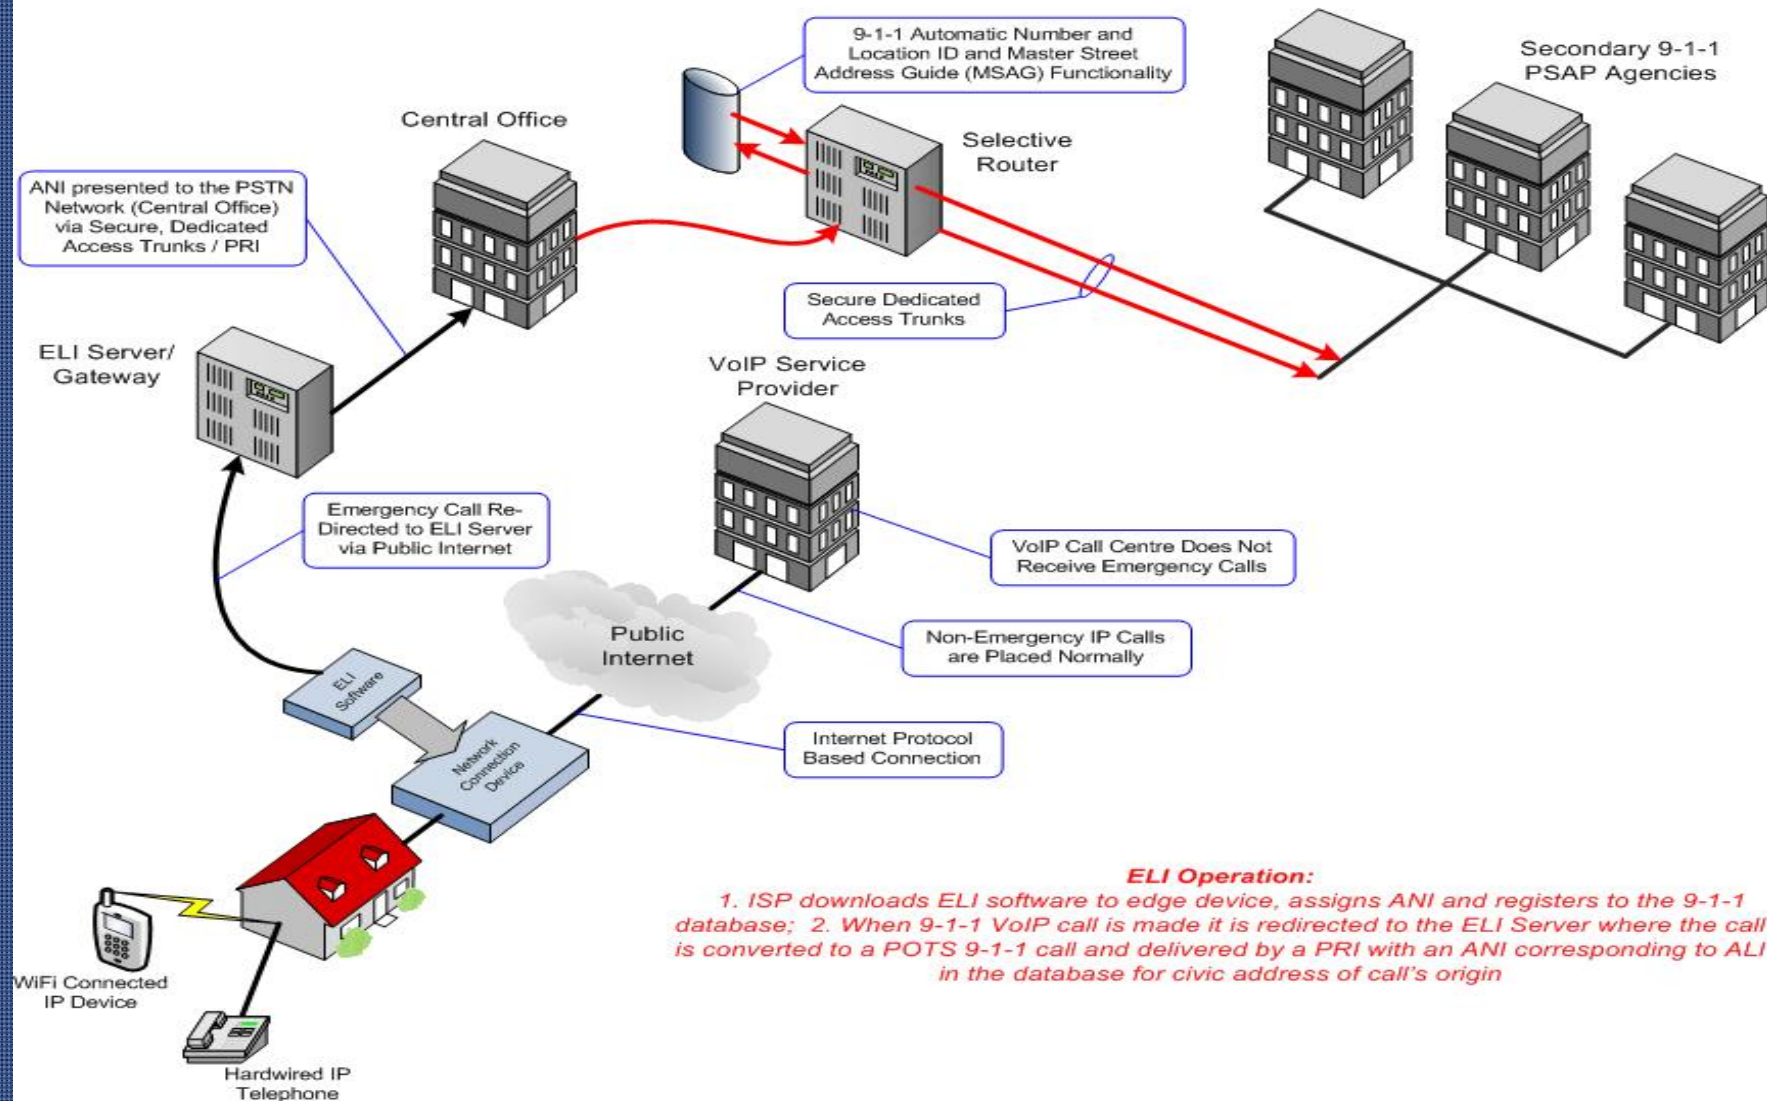 9-1-1 Automatic Number and
Location ID and Master Street
Address Guide (MSAG) Functionality
Secondary 9-1-1
PSAP Agencies
Central Office
Selective
Router
ANI presented to the PSTN
Network (Central Office)
via Secure, Dedicated
Access Trunks / PRI
Secure Dedicated
Access Trunks
ELI Server/
Gateway
VoIP Service
Provider
Emergency Call Re-
Directed to ELI Server
via Public Internet
VoIP Call Centre Does Not
Receive Emergency Calls
Public
Internet
Non-Emergency IP Calls
are Placed Normally
ELI
Software
Network
Connection
Device
Internet Protocol
Based Connection
ELI Operation:
1. ISP downloads ELI software to edge device, assigns ANI and registers to the 9-1-1
database; 2. When 9-1-1 VoIP call is made it is redirected to the ELI Server where the call
is converted to a POTS 9-1-1 call and delivered by a PRI with an ANI corresponding to ALI
in the database for civic address of call's origin
WiFi Connected
IP Device
Hardwired IP
Telephone